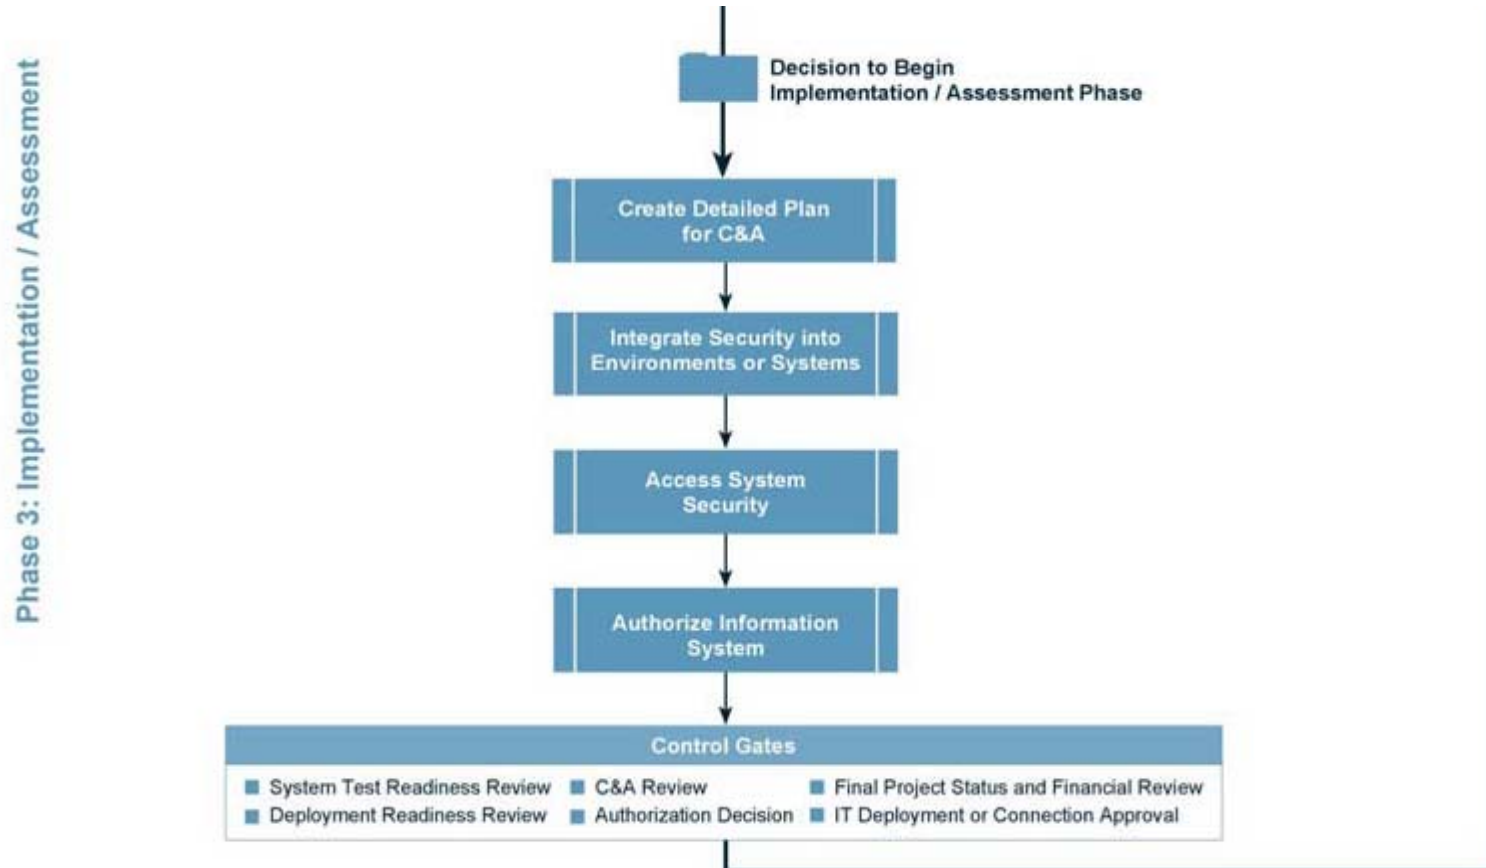 Phase 3: Implementation / Assessment
Decision to Begin
Implementation / Assessment Phase
Create Detailed Plan
for C&A
Integrate Security into
Environments or Systems
Access System
Security
Authorize Information
System
Control Gates
System Test Readiness Review
C&A Review
Final Project Status and Financial Review
Deployment Readiness Review
Authorization Decision
IT Deployment or Connection Approval